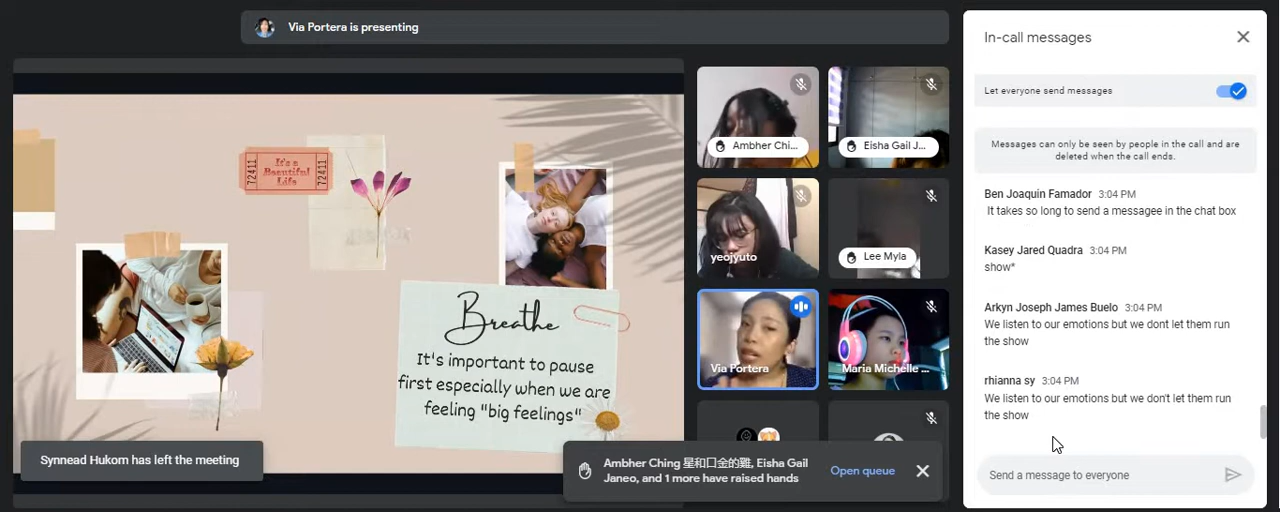 Via Portera is presenting
In-call messages
Let everyone send messages
Messages can only be seen by people in the call and are
deleted when the call ends.
Ben Joaquin Famador 3:04 PM
It takes so long to send a messagee in the chat box
Kasey Jared Quadra 3:04 PM
show*
Arkyn Joseph James Buelo 3:04 PM
We listen to our emotions but we dont let them run
the show
rhianna sy 3:04 PM
We listen to our emotions but we don't let them run
the show
Send a message to everyone
72411
It's a
Beautiful
Life
72411
Breathe
It's important to pause
first especially when we are
feeling "big feelings"
Ambher Chi...
Eisha Gail J...
yeojyuto
Lee Myla
Via Portera
Maria Michelle ...
Synnead Hukom has left the meeting
Ambher Ching 星和口金的難, Eisha Gail
Janeo, and 1 more have raised hands
Open queue